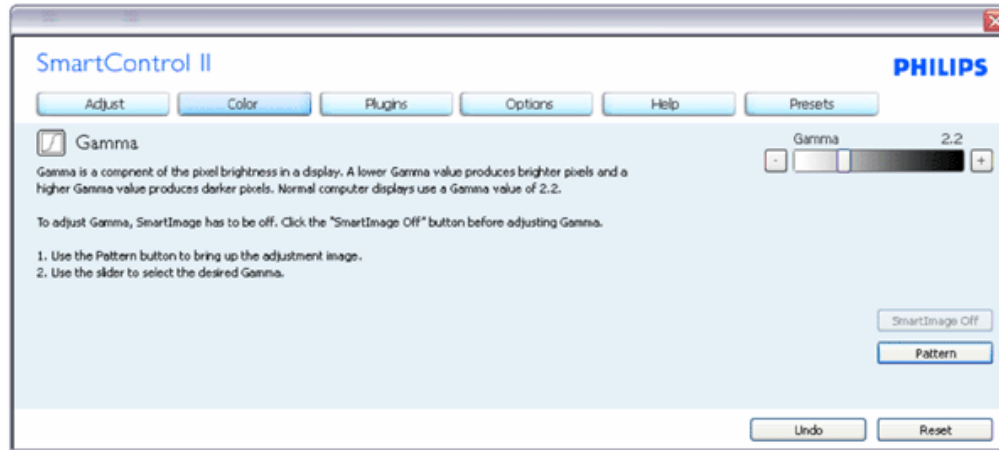 SmartControl II
PHILIPS
Adjust
Color
Plugins
Options
Help
Presets
Gamma
Gamma 2.2
- +
Gamma is a compnent of the pixel brightness in a display. A lower Gamma value produces brighter pixels and a
higher Gamma value produces darker pixels. Normal computer displays use a Gamma value of 2.2.
To adjust Gamma, SmartImage has to be off. Click the "SmartImage Off" button before adjusting Gamma.
1. Use the Pattern button to bring up the adjustment image.
2. Use the slider to select the desired Gamma.
SmartImage Off
Pattern
Undo
Reset